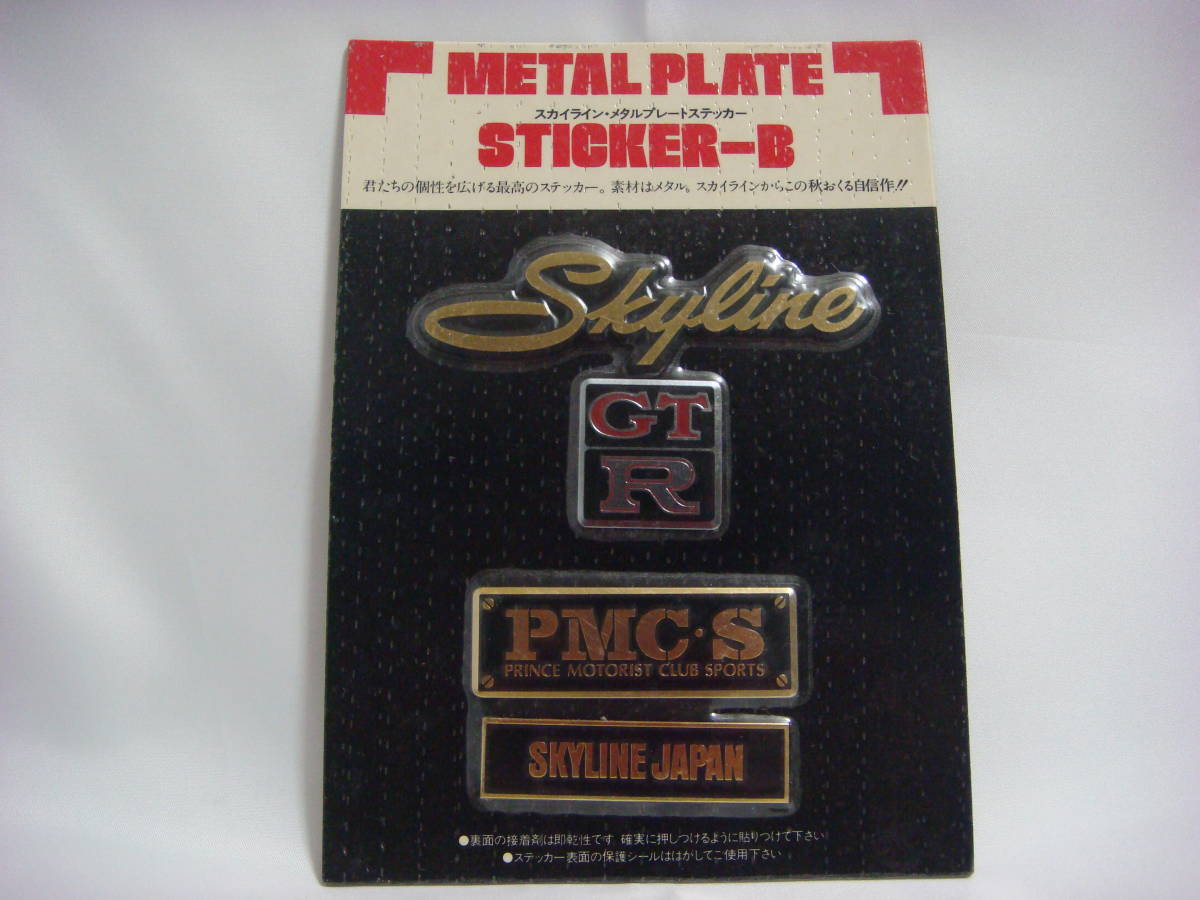 METAL PLATE
スカイライン・メタルプレートステッカー
STICKER-B
君たちの個性を広げる最高のステッカー。素材はメタル。スカイラインからこの秋おくる自信作!!
Skyline
GT
R
PMC·S
PRINCE MOTORIST CLUB SPORTS
SKYLINE JAPAN
●裏面の接着剤は即乾性です 確実に押しつけるように貼りつけて下さい
●ステッカー表面の保護シールははがしてご使用下さい